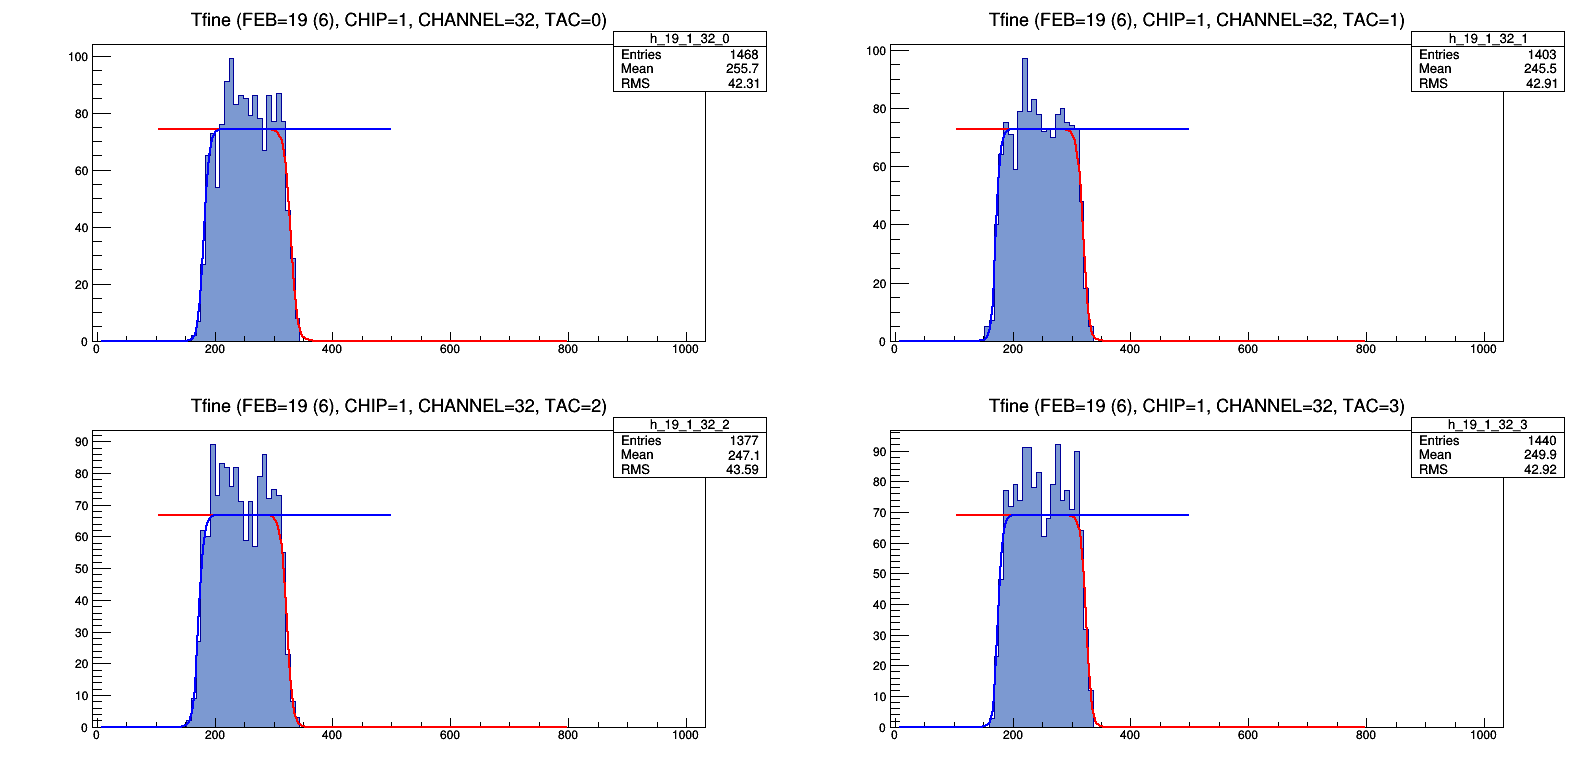 Tfine (FEB=19 (6), CHIP=1, CHANNEL=32, TAC=0)
h_19_1_32_0
Entries 1468
Mean 255.7
RMS 42.31
100
80
60
40
20
0
0 200 400 600 800 1000
Tfine (FEB=19 (6), CHIP=1, CHANNEL=32, TAC=1)
h_19_1_32_1
Entries 1403
Mean 245.5
RMS 42.91
100
80
60
40
20
0
0 200 400 600 800 1000
Tfine (FEB=19 (6), CHIP=1, CHANNEL=32, TAC=2)
h_19_1_32_2
Entries 1377
Mean 247.1
RMS 43.59
90
80
70
60
50
40
30
20
10
0
0 200 400 600 800 1000
Tfine (FEB=19 (6), CHIP=1, CHANNEL=32, TAC=3)
h_19_1_32_3
Entries 1440
Mean 249.9
RMS 42.92
90
80
70
60
50
40
30
20
10
0
0 200 400 600 800 1000